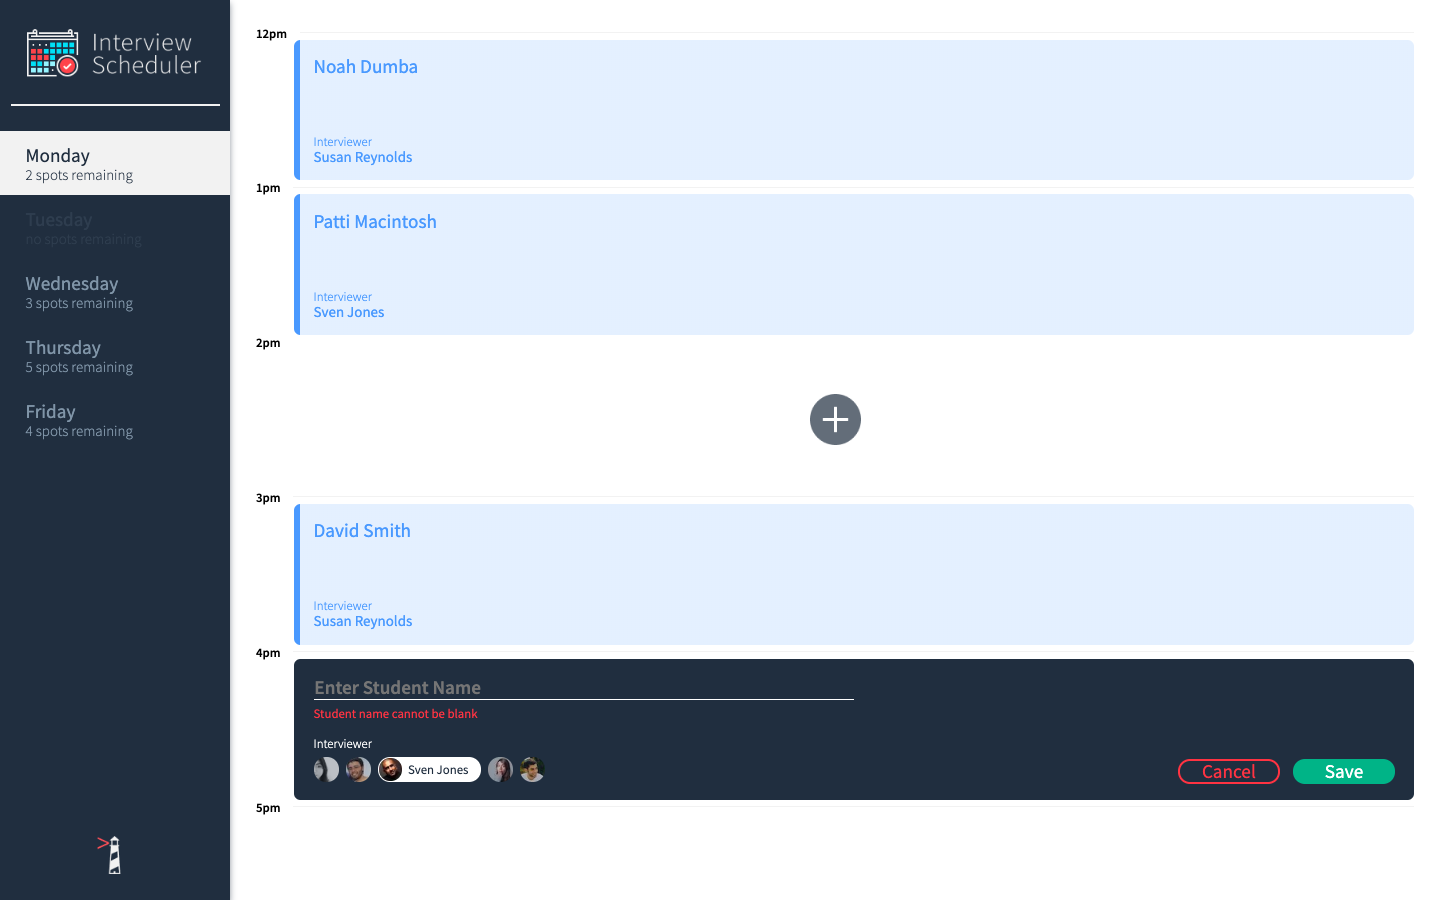 Interview
Scheduler
Monday
2 spots remaining
Tuesday
no spots remaining
Wednesday
3 spots remaining
Thursday
5 spots remaining
Friday
4 spots remaining
12pm
Noah Dumba
Interviewer
Susan Reynolds
1pm
Patti Macintosh
Interviewer
Sven Jones
2pm
3pm
David Smith
Interviewer
Susan Reynolds
4pm
Enter Student Name
Student name cannot be blank
Interviewer
Sven Jones
Cancel
Save
5pm